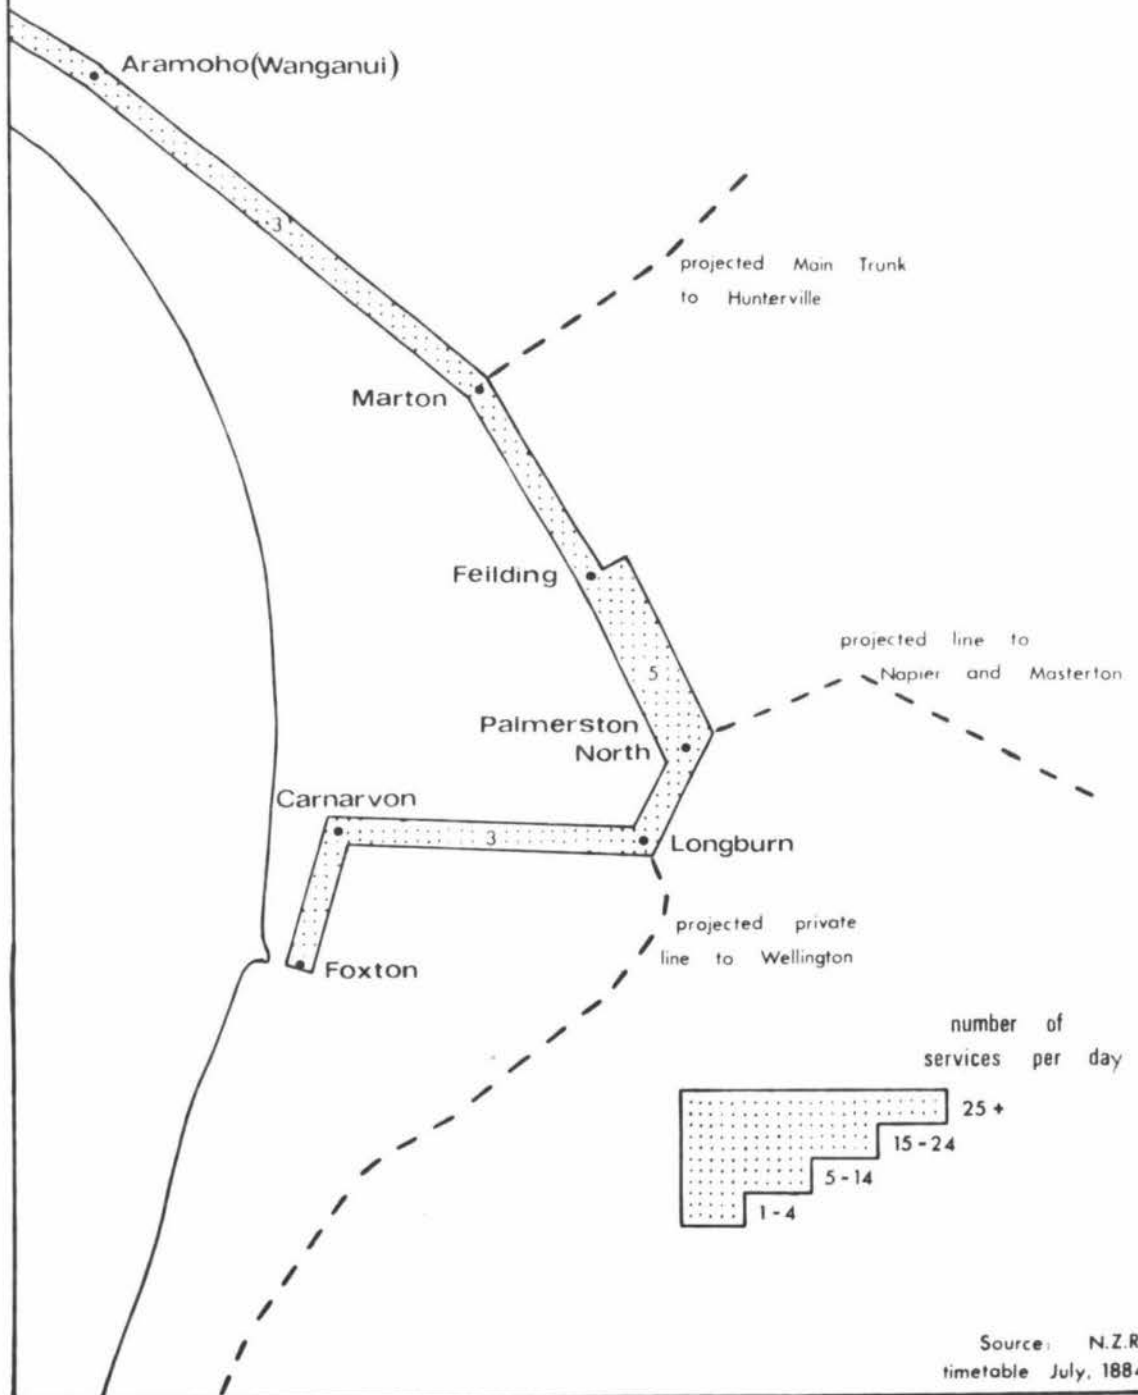 Aramoho(Wanganui)
3
projected Main Trunk
to Hunterville
Marton
Feilding
projected line to
Napier and Masterton
5
Palmerston
North
Carnarvon
3
Longburn
projected private
line to Wellington
Foxton
number of
services per day
25 +
15 - 24
5 - 14
1 - 4
Source: N.Z.R
timetable July, 1884